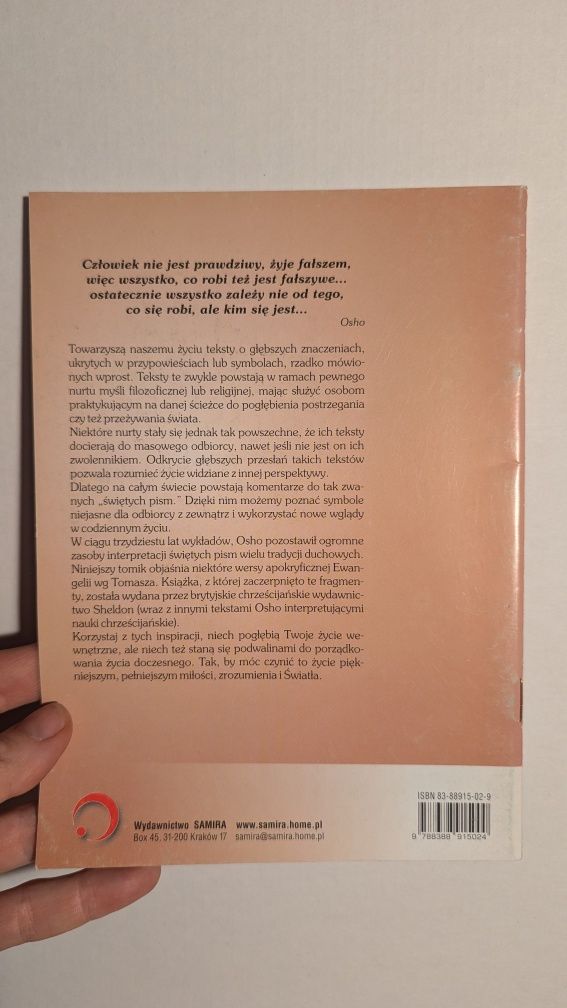 Człowiek nie jest prawdziwy, żyje fałszem,
więc wszystko, co robi też jest fałszywe...
ostatecznie wszystko zależy nie od tego,
co się robi, ale kim się jest...
Osho
Towarzyszą naszemu życiu teksty o głębszych znaczeniach,
ukrytych w przypowieściach lub symbolach, rzadko mówio-
nych wprost. Teksty te zwykle powstają w ramach pewnego
nurtu myśli filozoficznej lub religijnej, mając służyć osobom
praktykującym na danej ścieżce do pogłębienia postrzegania
czy też przeżywania świata.
Niektóre nurty stały się jednak tak powszechne, że ich teksty
docierają do masowego odbiorcy, nawet jeśli nie jest on ich
zwolennikiem. Odkrycie głębszych przesłań takich tekstów
pozwala rozumieć życie widziane z innej perspektywy.
Dlatego na całym świecie powstają komentarze do tak zwa-
nych „świętych pism." Dzięki nim możemy poznać symbole
niejasne dla odbiorcy z zewnątrz i wykorzystać nowe wglądy
w codziennym życiu.
W ciągu trzydziestu lat wykładów, Osho pozostawił ogromne
zasoby interpretacji świętych pism wielu tradycji duchowych.
Niniejszy tomik objaśnia niektóre wersy apokryficznej Ewan-
gelii wg Tomasza. Książka, z której zaczerpnięto te fragmen-
ty, została wydana przez brytyjskie chrześcijańskie wydawnic-
two Sheldon (wraz z innymi tekstami Osho interpretującymi
nauki chrześcijańskie).
Korzystaj z tych inspiracji, niech pogłębią Twoje życie we-
wnętrzne, ale niech też staną się podwalinami do porządko-
wania życia doczesnego. Tak, by móc czynić to życie pięk-
niejszym, pełniejszym miłości, zrozumienia i Światła.
ISBN 83-88915-02-9
9 788388 915024
Wydawnictwo SAMIRA www.samira.home.pl
Box 45, 31-200 Kraków 17 samira@samira.home.pl